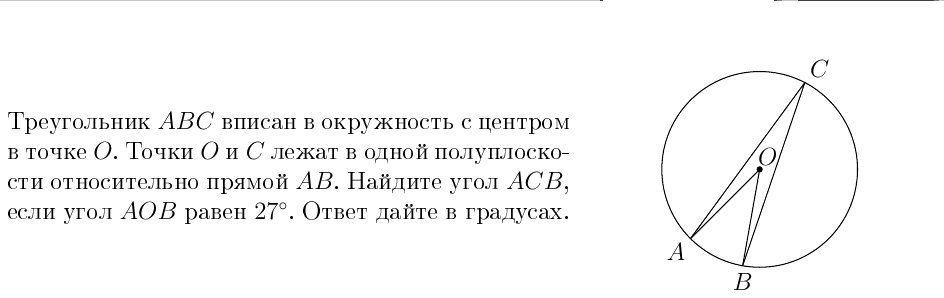 Треугольник ABC вписан в окружность с центром
в точке O. Точки O и C лежат в одной полуплоско-
сти относительно прямой AB. Найдите угол ACB,
если угол AOB равен 27°. Ответ дайте в градусах.
C
O
A
B